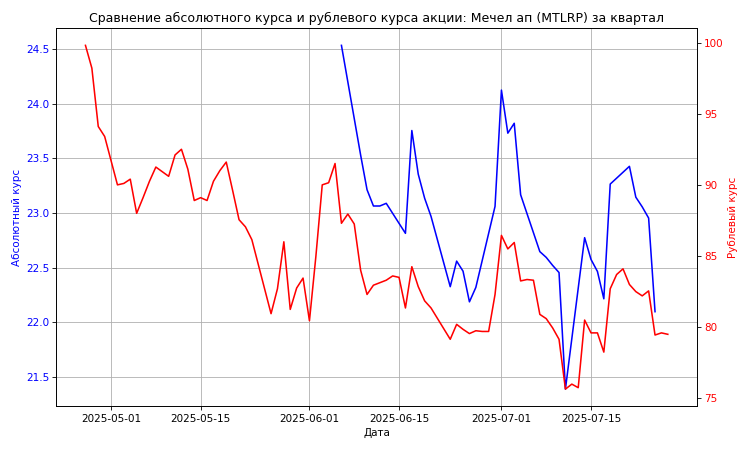 Сравнение абсолютного курса и рублевого курса акции: Мечел ап (MTLRP) за квартал
24.5
24.0
23.5
23.0
22.5
22.0
21.5
Абсолютный курс
100
95
90
85
80
75
Рублевый курс
2025-05-01 2025-05-15 2025-06-01 2025-06-15 2025-07-01 2025-07-15
Дата